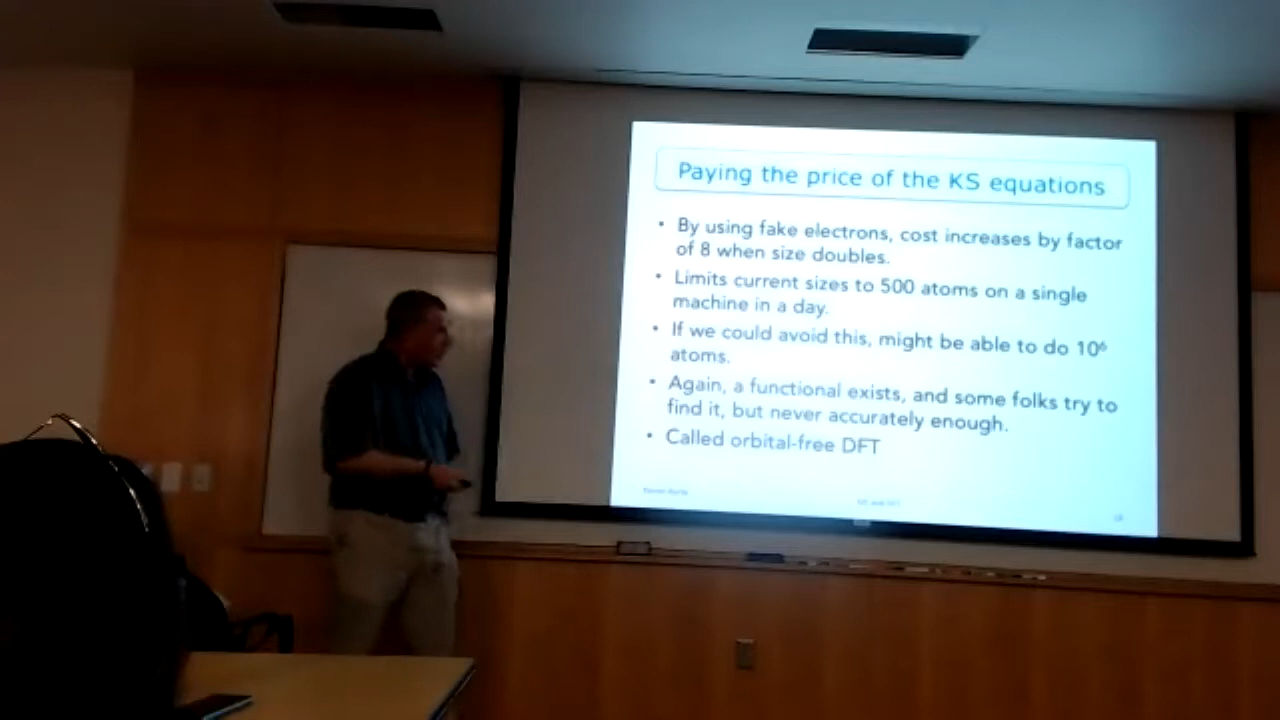 Paying the price of the KS equations
• By using fake electrons, cost increases by factor
of 8 when size doubles.
• Limits current sizes to 500 atoms on a single
machine in a day.
• If we could avoid this, might be able to do 10⁶
atoms.
• Again, a functional exists, and some folks try to
find it, but never accurately enough.
• Called orbital-free DFT